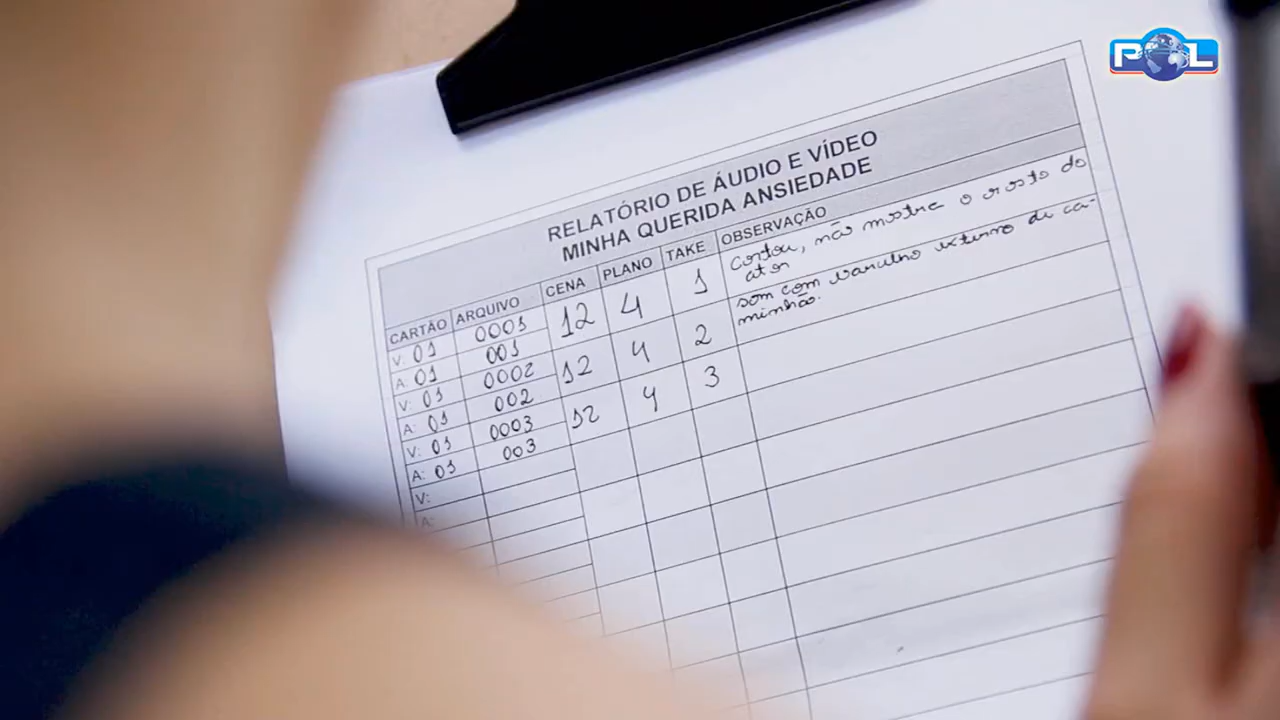 POL
RELATÓRIO DE ÁUDIO E VÍDEO
MINHA QUERIDA ANSIEDADE
CARTÃO ARQUIVO CENA PLANO TAKE OBSERVAÇÃO
V: 01 0001 12 4 1 Cortou, não mostra o rosto do
A: 01 001 ator
V: 01 0002 12 4 2 som com barulho externo de ca-
A: 01 002 minhão.
V: 01 0003 12 4 3
A: 01 003
V:
A: